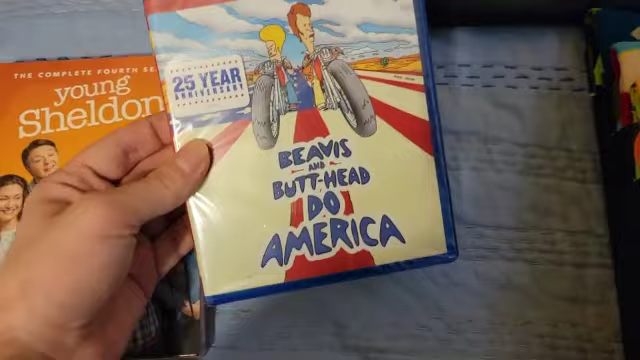 THE COMPLETE FOURTH SE
young
Sheldon
25 YEAR
ANNIVERSARY
BEAVIS
AND
BUTT-HEAD
DO
AMERICA